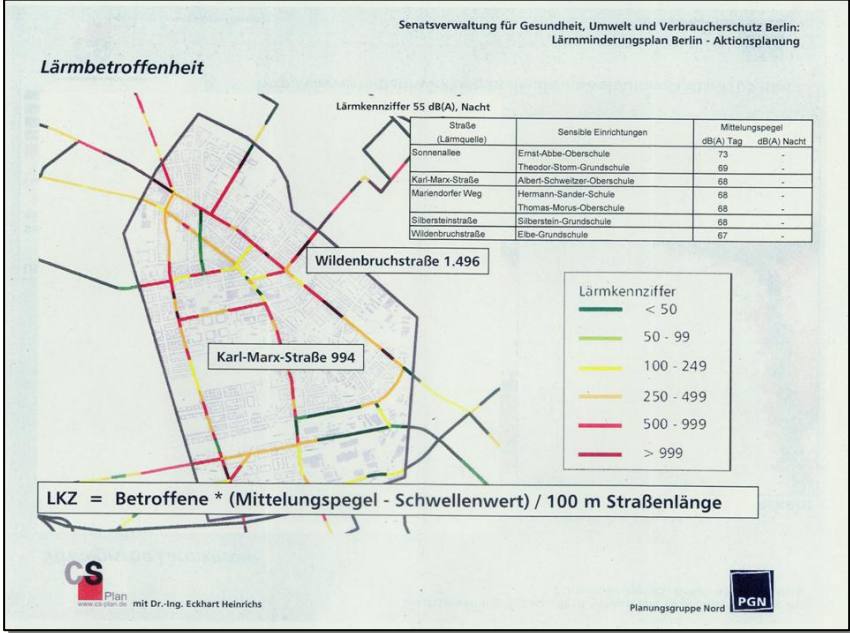 Senatsverwaltung für Gesundheit, Umwelt und Verbraucherschutz Berlin:
Lärmminderungsplan Berlin - Aktionsplanung
Lärmbetroffenheit
Lärmkennziffer 55 dB(A), Nacht
Straße (Lärmquelle) Sensible Einrichtungen Mittelungspegel
dB(A) Tag dB(A) Nacht
Sonnenallee Ernst-Abbe-Oberschule 73 -
Theodor-Storm-Grundschule 69 -
Karl-Marx-Straße Albert-Schweitzer-Oberschule 68 -
Mariendorfer Weg Hermann-Sander-Schule 68 -
Thomas-Morus-Oberschule 68 -
Silbersteinstraße Silberstein-Grundschule 68 -
Wildenbruchstraße Elbe-Grundschule 67 -
Wildenbruchstraße 1.496
Lärmkennziffer
< 50
50 - 99
100 - 249
250 - 499
500 - 999
> 999
Karl-Marx-Straße 994
LKZ = Betroffene * (Mittelungspegel - Schwellenwert) / 100 m Straßenlänge
CS
Plan
www.cs-plan.de
mit Dr.-Ing. Eckhart Heinrichs
Planungsgruppe Nord
PGN